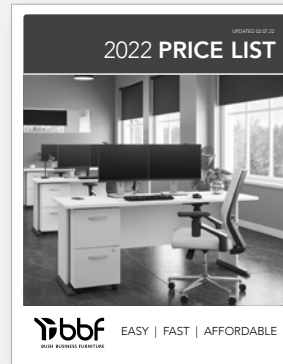 UPDATED 02.07.22
2022 PRICE LIST
bbf
BUSH BUSINESS FURNITURE
EASY | FAST | AFFORDABLE